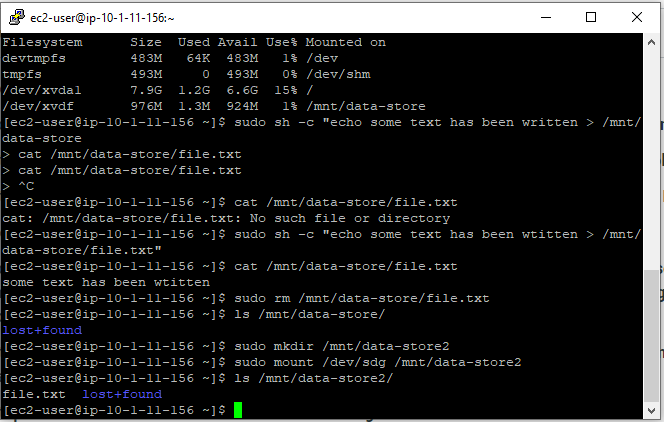 ec2-user@ip-10-1-11-156:~
Filesystem      Size  Used Avail Use% Mounted on
devtmpfs        483M   64K  483M   1% /dev
tmpfs           493M     0  493M   0% /dev/shm
/dev/xvda1      7.9G  1.2G  6.6G  15% /
/dev/xvdf       976M  1.3M  924M   1% /mnt/data-store
[ec2-user@ip-10-1-11-156 ~]$ sudo sh -c "echo some text has been written > /mnt/
data-store
> cat /mnt/data-store/file.txt
> cat /mnt/data-store/file.txt
> ^C
[ec2-user@ip-10-1-11-156 ~]$ cat /mnt/data-store/file.txt
cat: /mnt/data-store/file.txt: No such file or directory
[ec2-user@ip-10-1-11-156 ~]$ sudo sh -c "echo some text has been wtitten > /mnt/
data-store/file.txt"
[ec2-user@ip-10-1-11-156 ~]$ cat /mnt/data-store/file.txt
some text has been wtitten
[ec2-user@ip-10-1-11-156 ~]$ sudo rm /mnt/data-store/file.txt
[ec2-user@ip-10-1-11-156 ~]$ ls /mnt/data-store/
lost+found
[ec2-user@ip-10-1-11-156 ~]$ sudo mkdir /mnt/data-store2
[ec2-user@ip-10-1-11-156 ~]$ sudo mount /dev/sdg /mnt/data-store2
[ec2-user@ip-10-1-11-156 ~]$ ls /mnt/data-store2/
file.txt  lost+found
[ec2-user@ip-10-1-11-156 ~]$